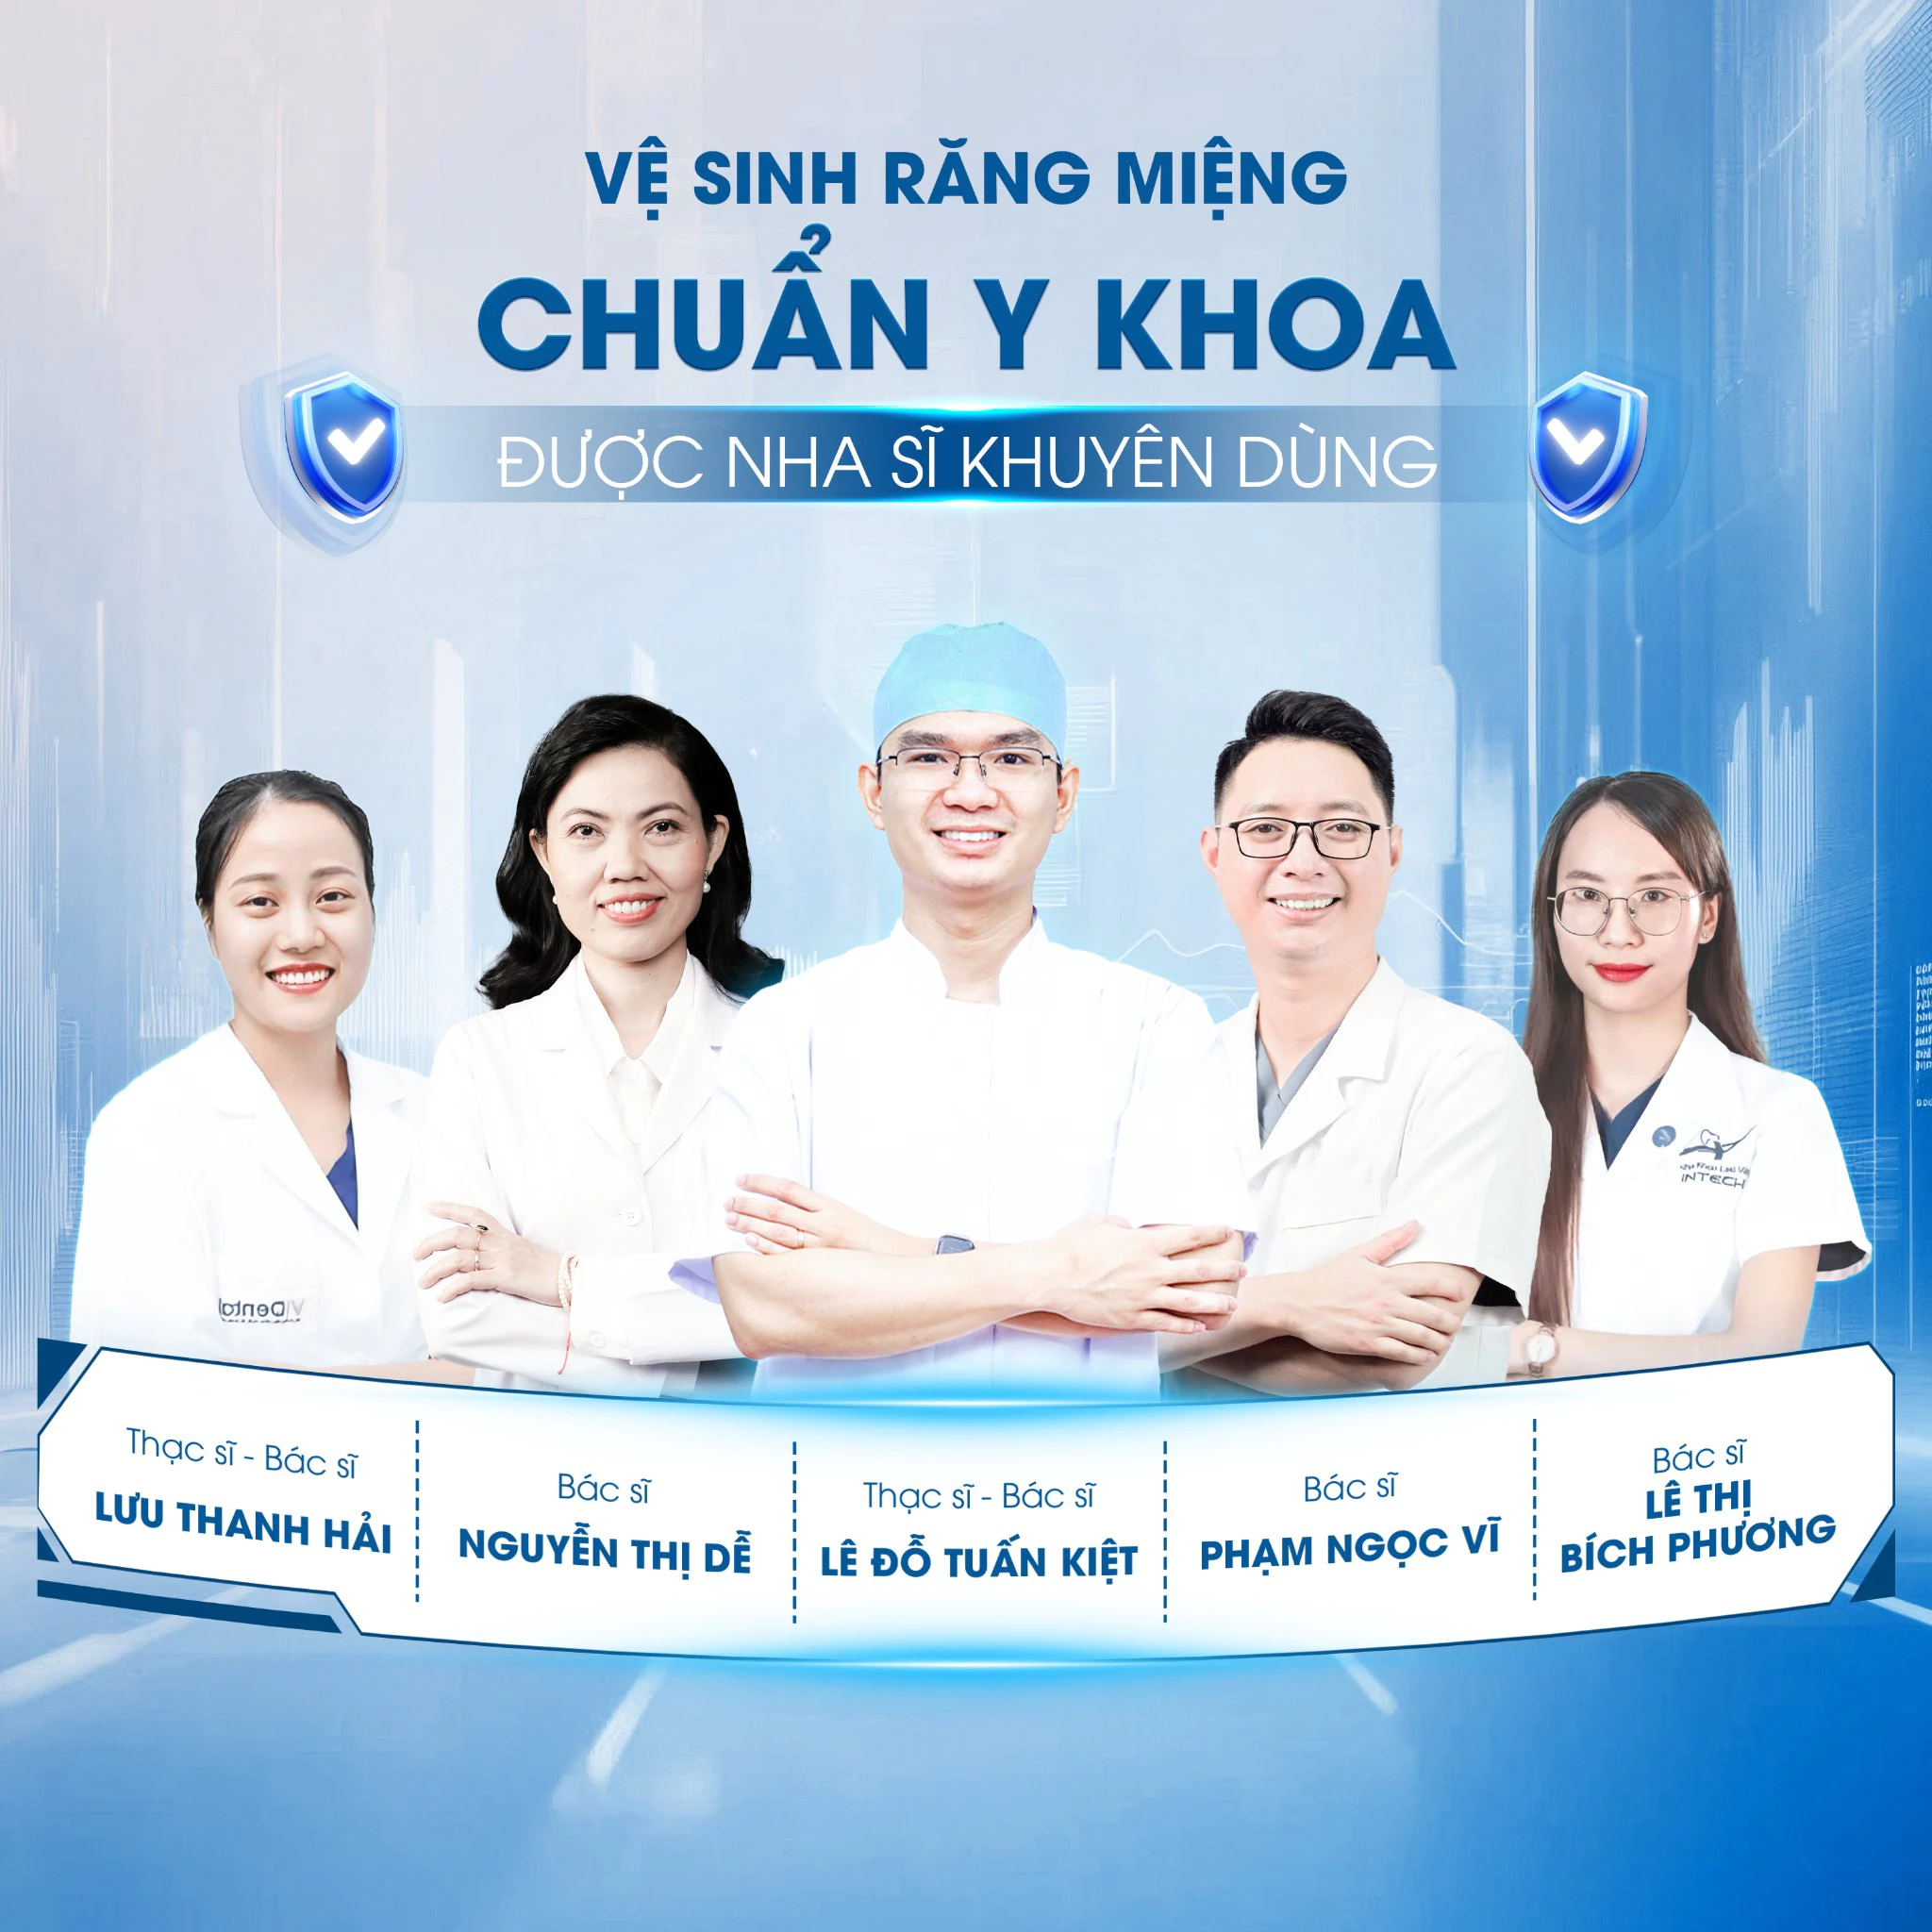 VỆ SINH RĂNG MIỆNG
CHUẨN Y KHOA
ĐƯỢC NHA SĨ KHUYÊN DÙNG
INTECH
ViDental
Thạc sĩ - Bác sĩ
LƯU THANH HẢI
Bác sĩ
NGUYỄN THỊ DỄ
Thạc sĩ - Bác sĩ
LÊ ĐỖ TUẤN KIỆT
Bác sĩ
PHẠM NGỌC VĨ
Bác sĩ
LÊ THỊ
BÍCH PHƯƠNG